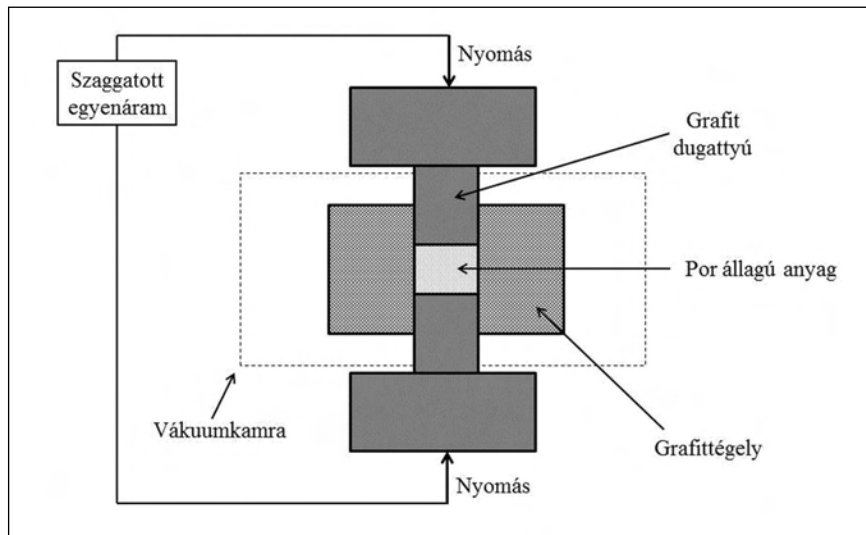 Nyomás
Szaggatott
egyenáram
Grafit
dugattyú
Por állagú anyag
Vákuumkamra
Grafittégely
Nyomás